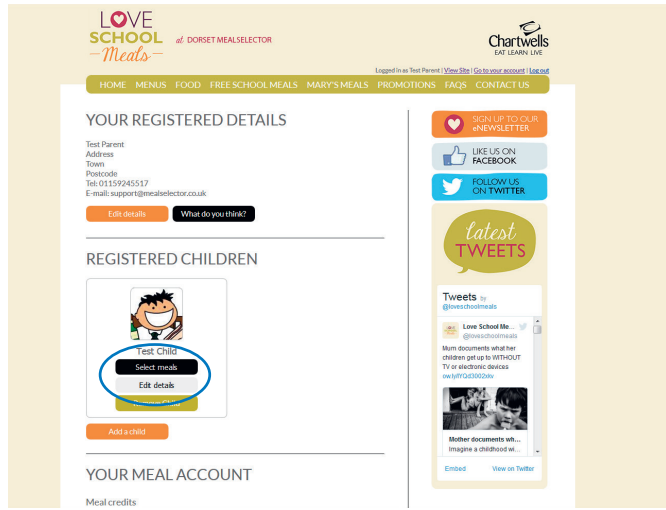 LOVE
SCHOOL
Meals
at DORSET MEALSELECTOR
Chartwells
EAT LEARN LIVE
Logged in as Test Parent | View Site | Go to your account | Log out
HOME MENUS FOOD FREE SCHOOL MEALS MARY'S MEALS PROMOTIONS FAQS CONTACT US
YOUR REGISTERED DETAILS
Test Parent
Address
Town
Postcode
Tel: 01159245517
E-mail: support@mealselector.co.uk
Edit details What do you think?
REGISTERED CHILDREN
Test Child
Select meals
Edit details
Add a child
YOUR MEAL ACCOUNT
Meal credits
SIGN UP TO OUR
eNEWSLETTER
LIKE US ON
FACEBOOK
FOLLOW US
ON TWITTER
latest
TWEETS
Tweets by
@loveschoolmeals
Love School Me...
@loveschoolmeals
Mum documents what her
children get up to WITHOUT
TV or electronic devices
Mother documents wh...
Imagine a childhood wi...
Embed View on Twitter